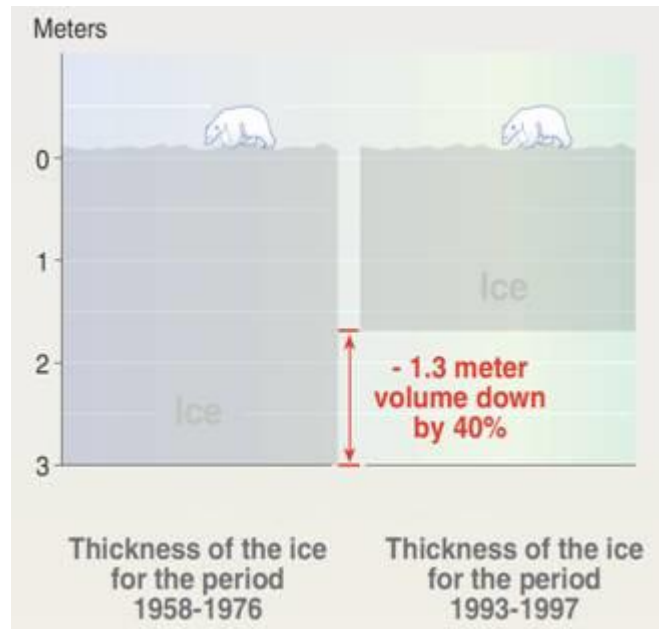 Meters
0
1
Ice
2
- 1.3 meter
volume down
by 40%
Ice
3
Thickness of the ice
for the period
1958-1976
Thickness of the ice
for the period
1993-1997